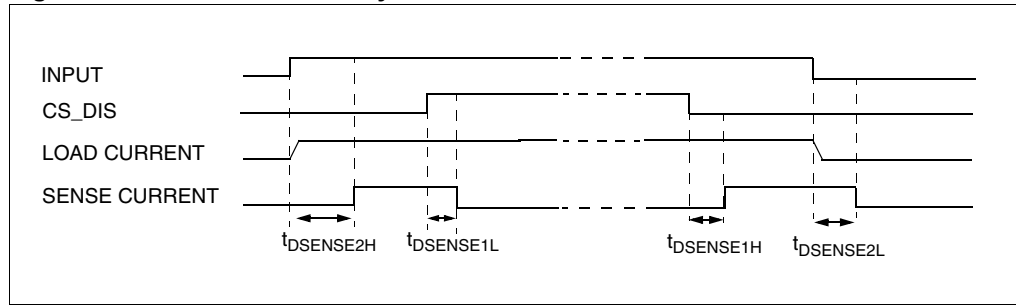 INPUT
CS_DIS
LOAD CURRENT
SENSE CURRENT
tDSENSE2H tDSENSE1L tDSENSE1H tDSENSE2L